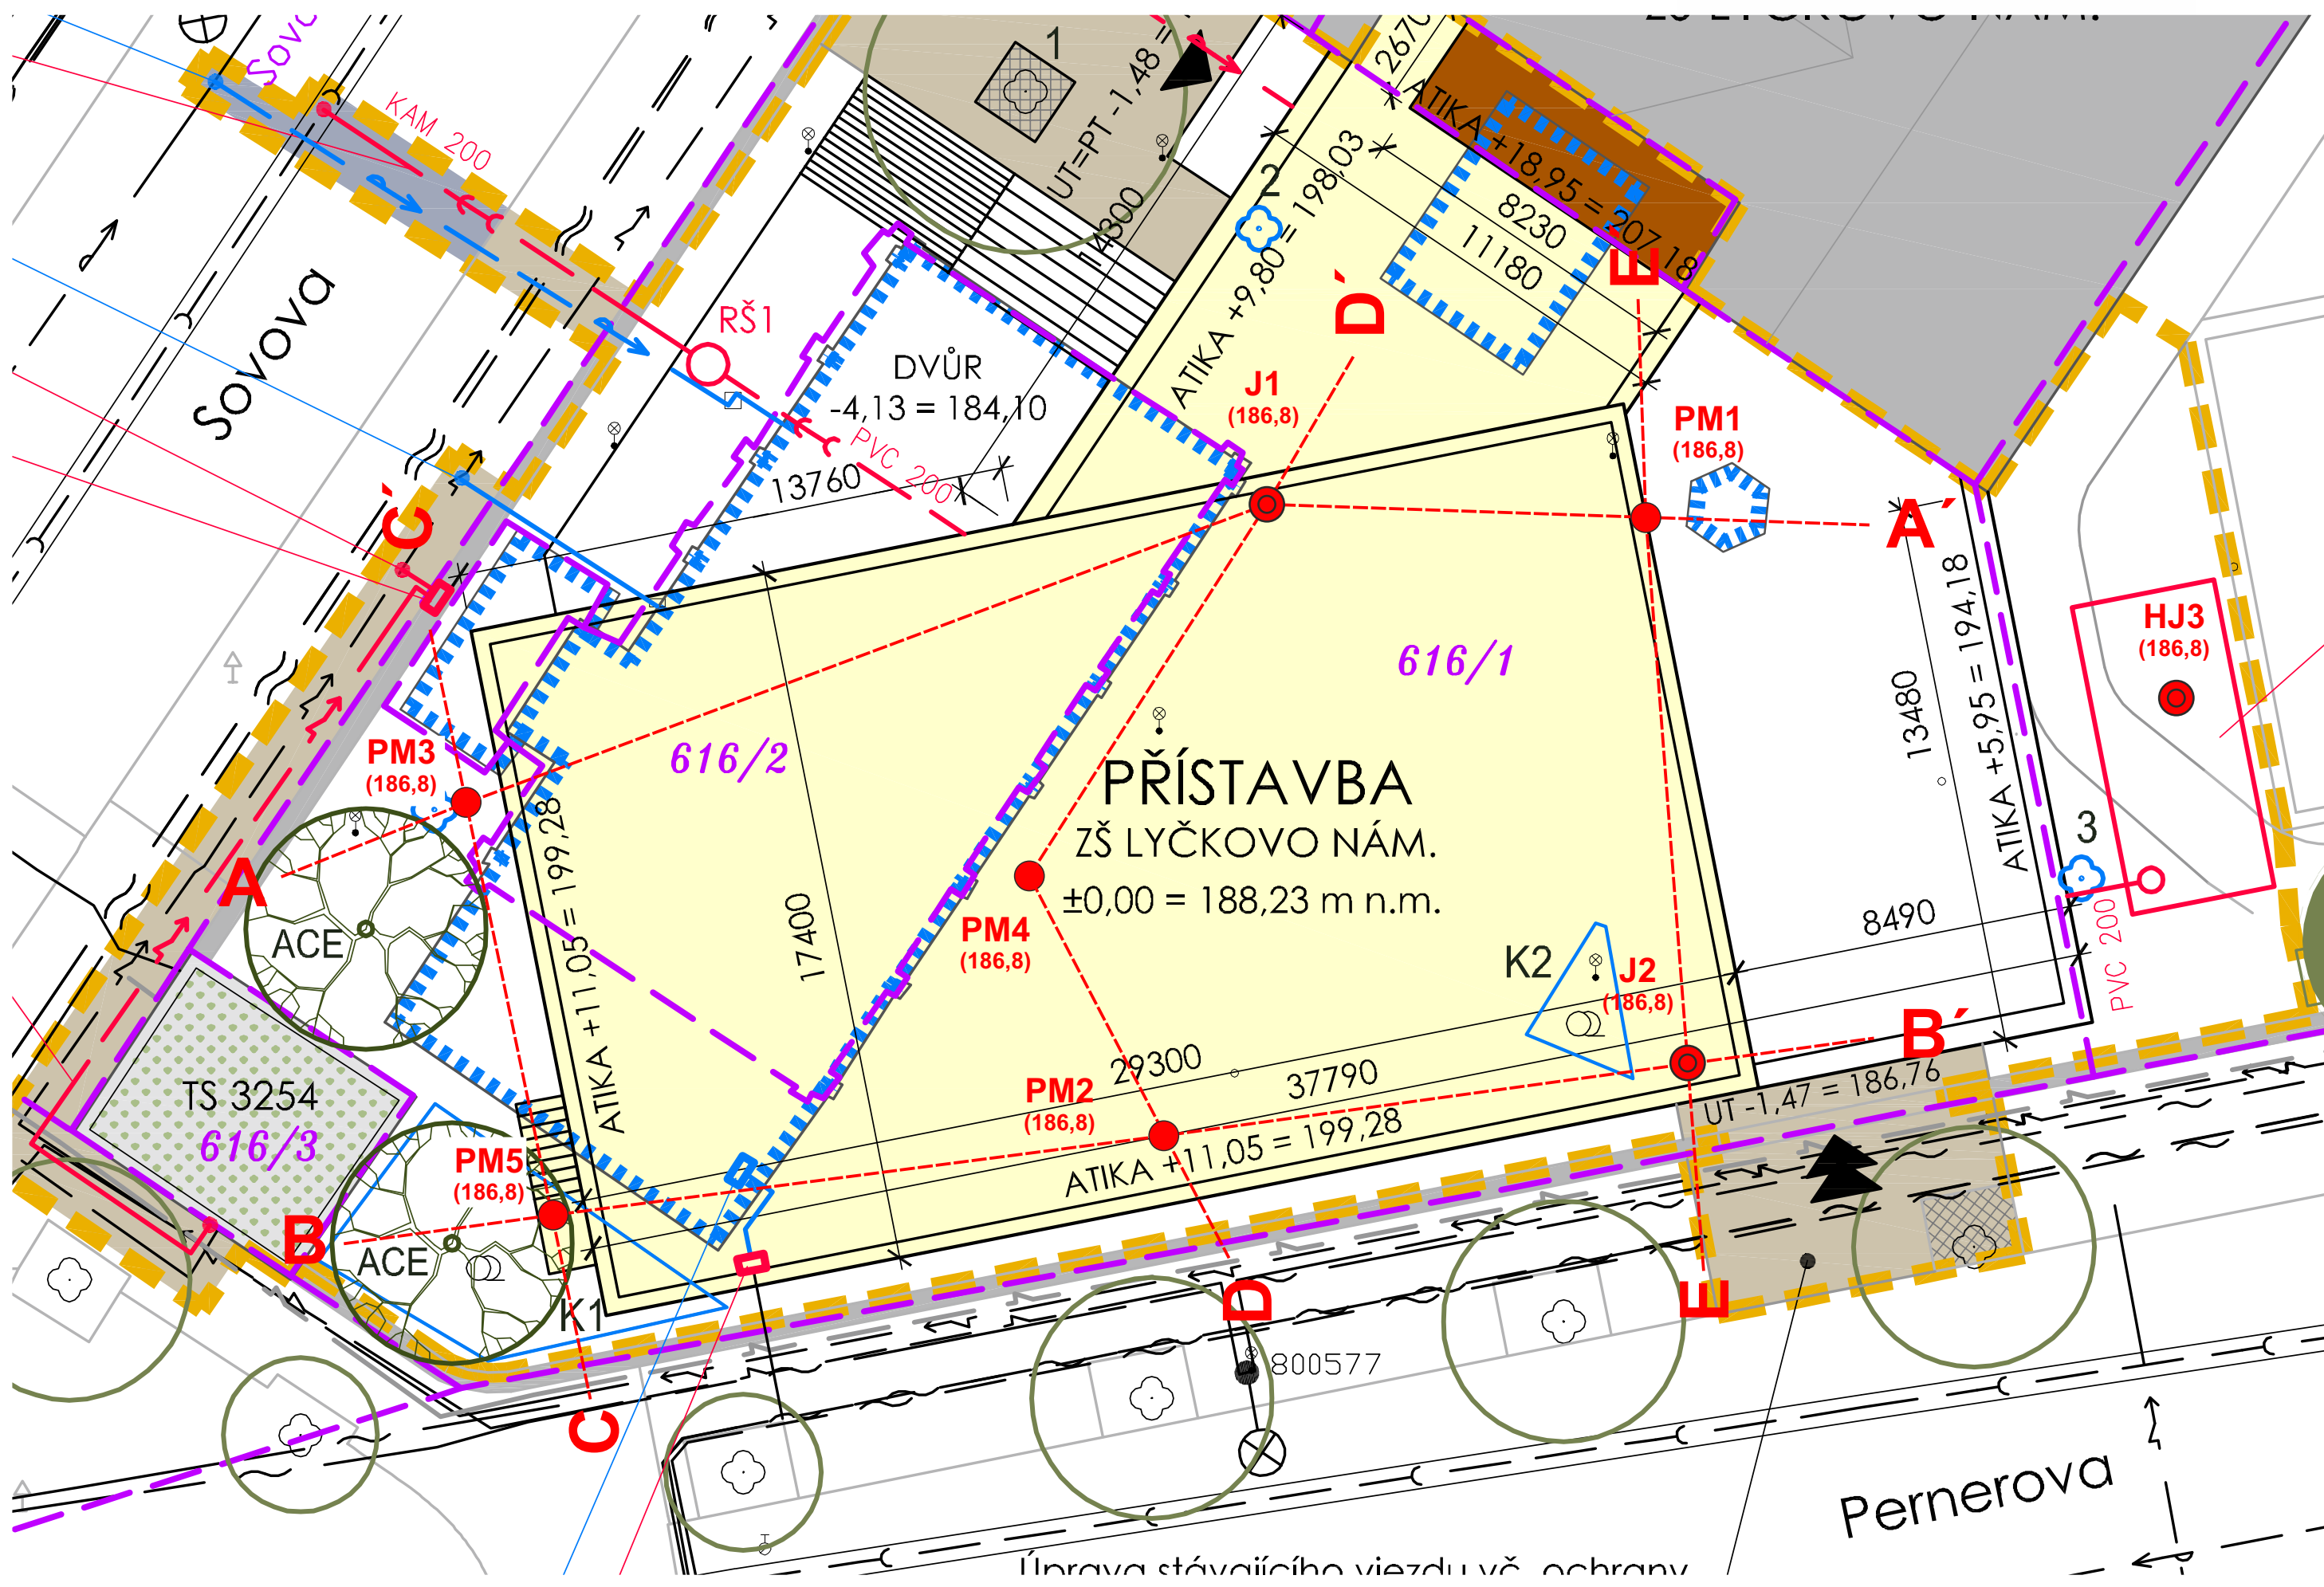 1
KAM 200
UT=PT -1,48 =
2670
ATIKA +18,95 = 207,18
2
ATIKA +9,80 = 198,03
8230
11180
4300
E´
D´
Sovova
RŠ1
DVŮR
-4,13 = 184,10
J1
(186,8)
PM1
(186,8)
PVC 200
13760
C´
A´
ATIKA +5,95 = 194,18
HJ3
(186,8)
616/1
13480
PM3
(186,8)
616/2
PŘÍSTAVBA
ZŠ LYČKOVO NÁM.
±0,00 = 188,23 m n.m.
3
A
ACE
ATIKA +11,05 = 199,28
17400
PM4
(186,8)
8490
K2
J2
(186,8)
PVC 200
B´
TS 3254
616/3
PM2
(186,8)
29300
37790
UT -1,47 = 186,76
PM5
(186,8)
ATIKA +11,05 = 199,28
B
ACE
K1
D
E
800577
C
Pernerova
Úprava stávajícího vjezdu vč. ochrany